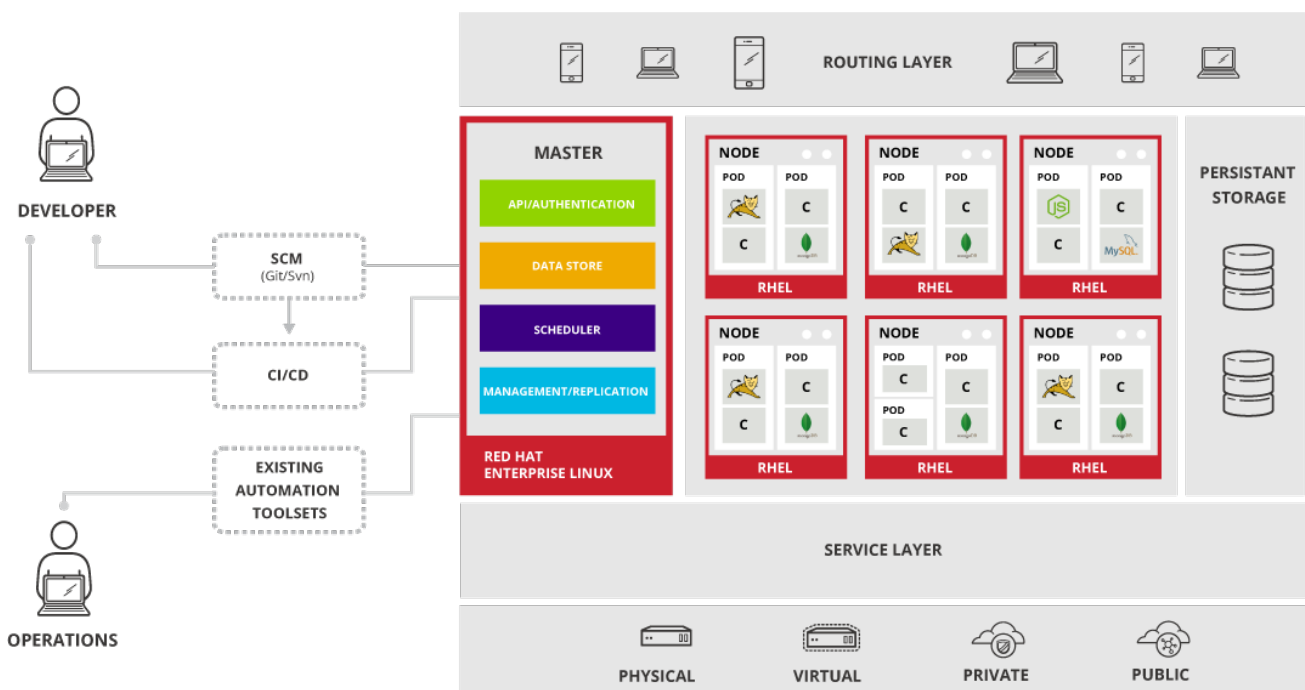 ROUTING LAYER
DEVELOPER
SCM
(Git/Svn)
CI/CD
EXISTING
AUTOMATION
TOOLSETS
OPERATIONS
MASTER
API/AUTHENTICATION
DATA STORE
SCHEDULER
MANAGEMENT/REPLICATION
RED HAT
ENTERPRISE LINUX
NODE
POD POD
C
C
RHEL
NODE
POD POD
C C
RHEL
NODE
POD POD
JS C
C MySQL
RHEL
NODE
POD POD
C
C
RHEL
NODE
POD POD
C C
POD
C
RHEL
NODE
POD POD
C
C
RHEL
PERSISTANT
STORAGE
SERVICE LAYER
PHYSICAL VIRTUAL PRIVATE PUBLIC